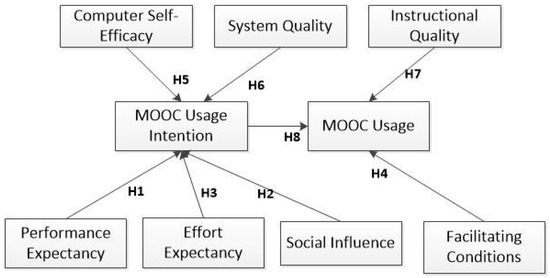 Computer Self-
Efficacy
System Quality
Instructional
Quality
H5
H6
H7
MOOC Usage
Intention
H8
MOOC Usage
H1
H3
H2
H4
Performance
Expectancy
Effort
Expectancy
Social Influence
Facilitating
Conditions